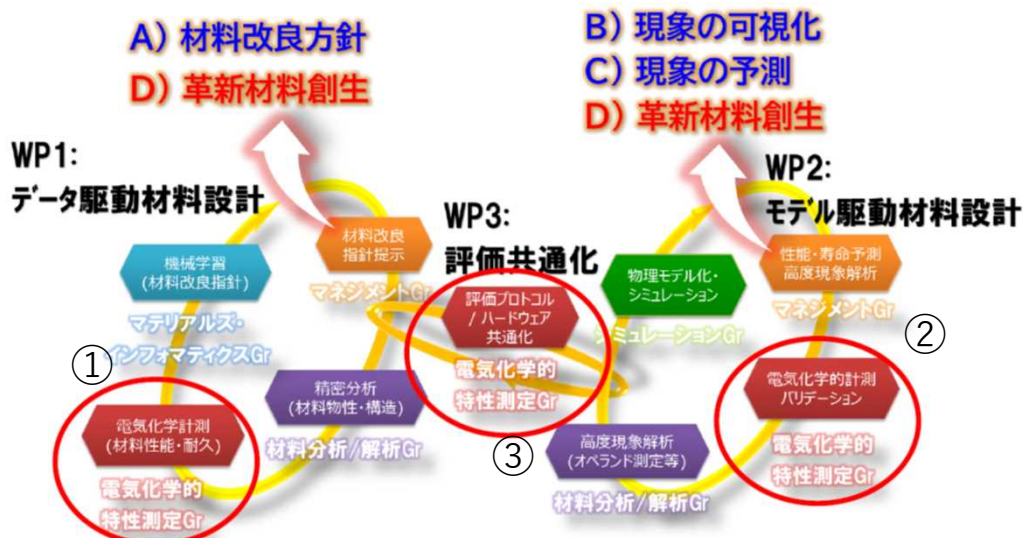 A) 材料改良方針
D) 革新材料創生
B) 現象の可視化
C) 現象の予測
D) 革新材料創生
WP1:
データ駆動材料設計
材料改良
指針提示
マネジメントGr
機械学習
(材料改良指針)
マテリアルズ・
インフォマティクスGr
①
電気化学計測
(材料性能・耐久)
電気化学的
特性測定Gr
精密分析
(材料物性・構造)
材料分析/解析Gr
WP3:
評価共通化
評価プロトコル
/ ハードウェア
共通化
電気化学的
特性測定Gr
③
WP2:
モデル駆動材料設計
物理モデル化・
シミュレーション
シミュレーションGr
性能・寿命予測
高度現象解析
マネジメントGr
②
電気化学的計測
バリデーション
電気化学的
特性測定Gr
高度現象解析
(オペランド測定等)
材料分析/解析Gr